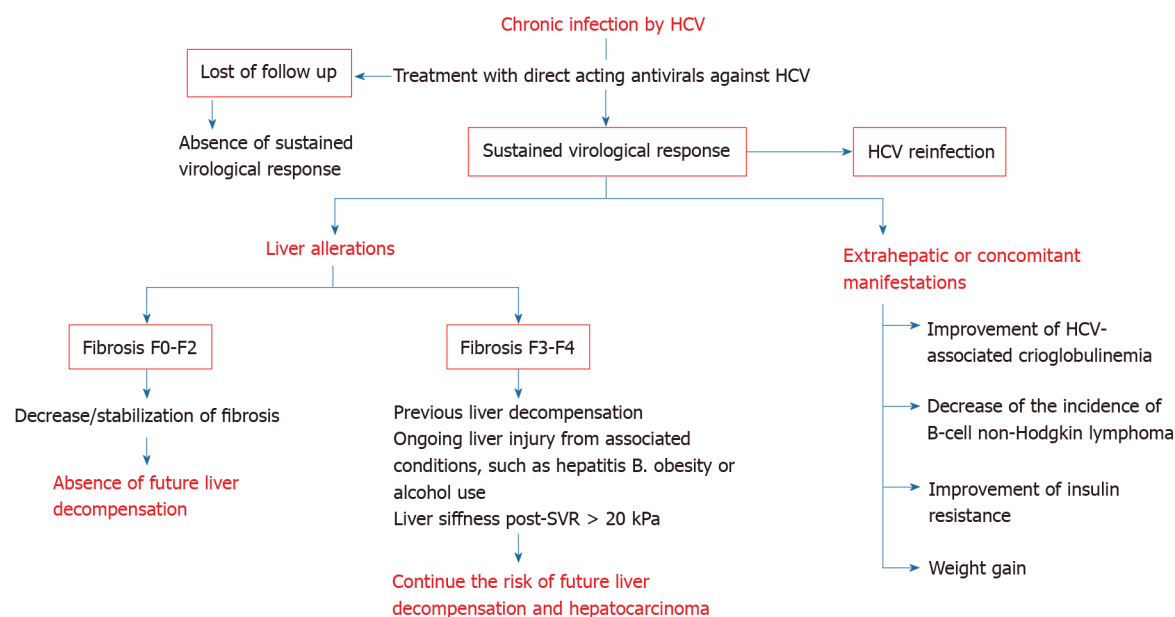 Chronic infection by HCV
Lost of follow up
Treatment with direct acting antivirals against HCV
Absence of sustained
virological response
Sustained virological response
HCV reinfection
Liver allerations
Extrahepatic or concomitant
manifestations
Fibrosis F0-F2
Fibrosis F3-F4
Improvement of HCV-
associated crioglobulinemia
Decrease/stabilization of fibrosis
Previous liver decompensation
Ongoing liver injury from associated
conditions, such as hepatitis B. obesity or
alcohol use
Liver siffness post-SVR > 20 kPa
Decrease of the incidence of
B-cell non-Hodgkin lymphoma
Absence of future liver
decompensation
Improvement of insulin
resistance
Weight gain
Continue the risk of future liver
decompensation and hepatocarcinoma